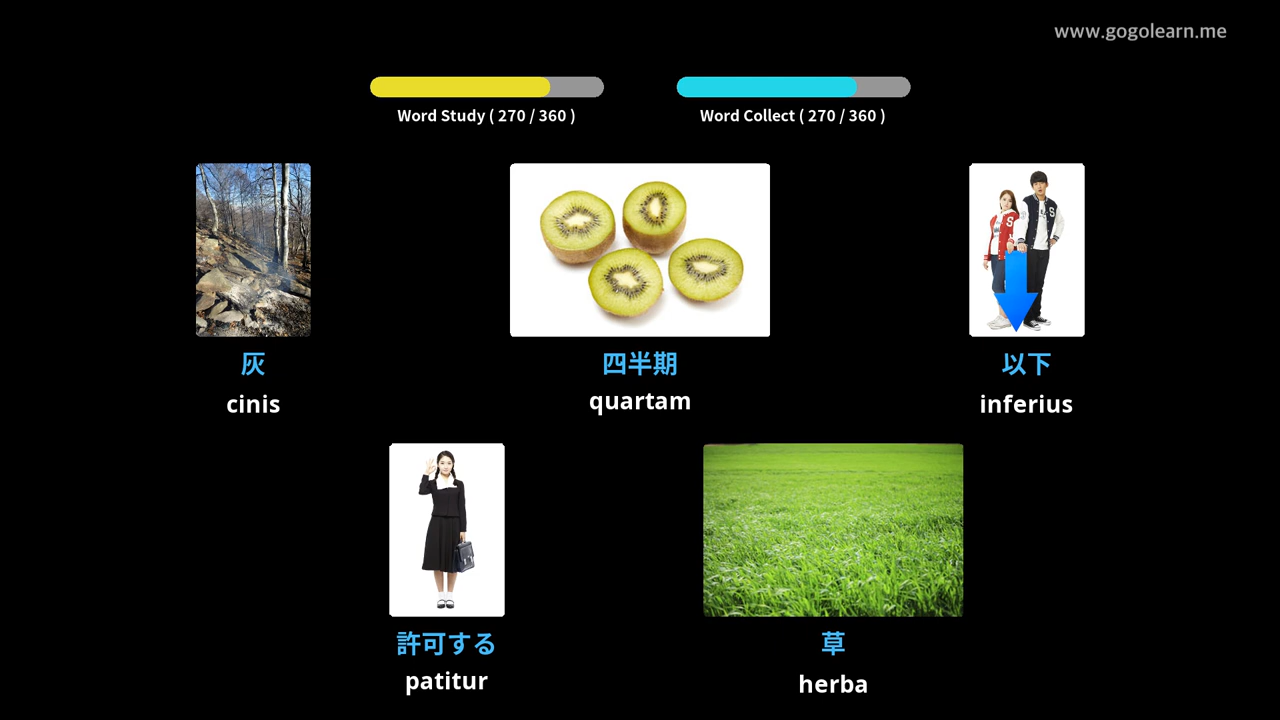 www.gogolearn.me
Word Study ( 270 / 360 )
Word Collect ( 270 / 360 )
灰
cinis
四半期
quartam
以下
inferius
許可する
patitur
草
herba